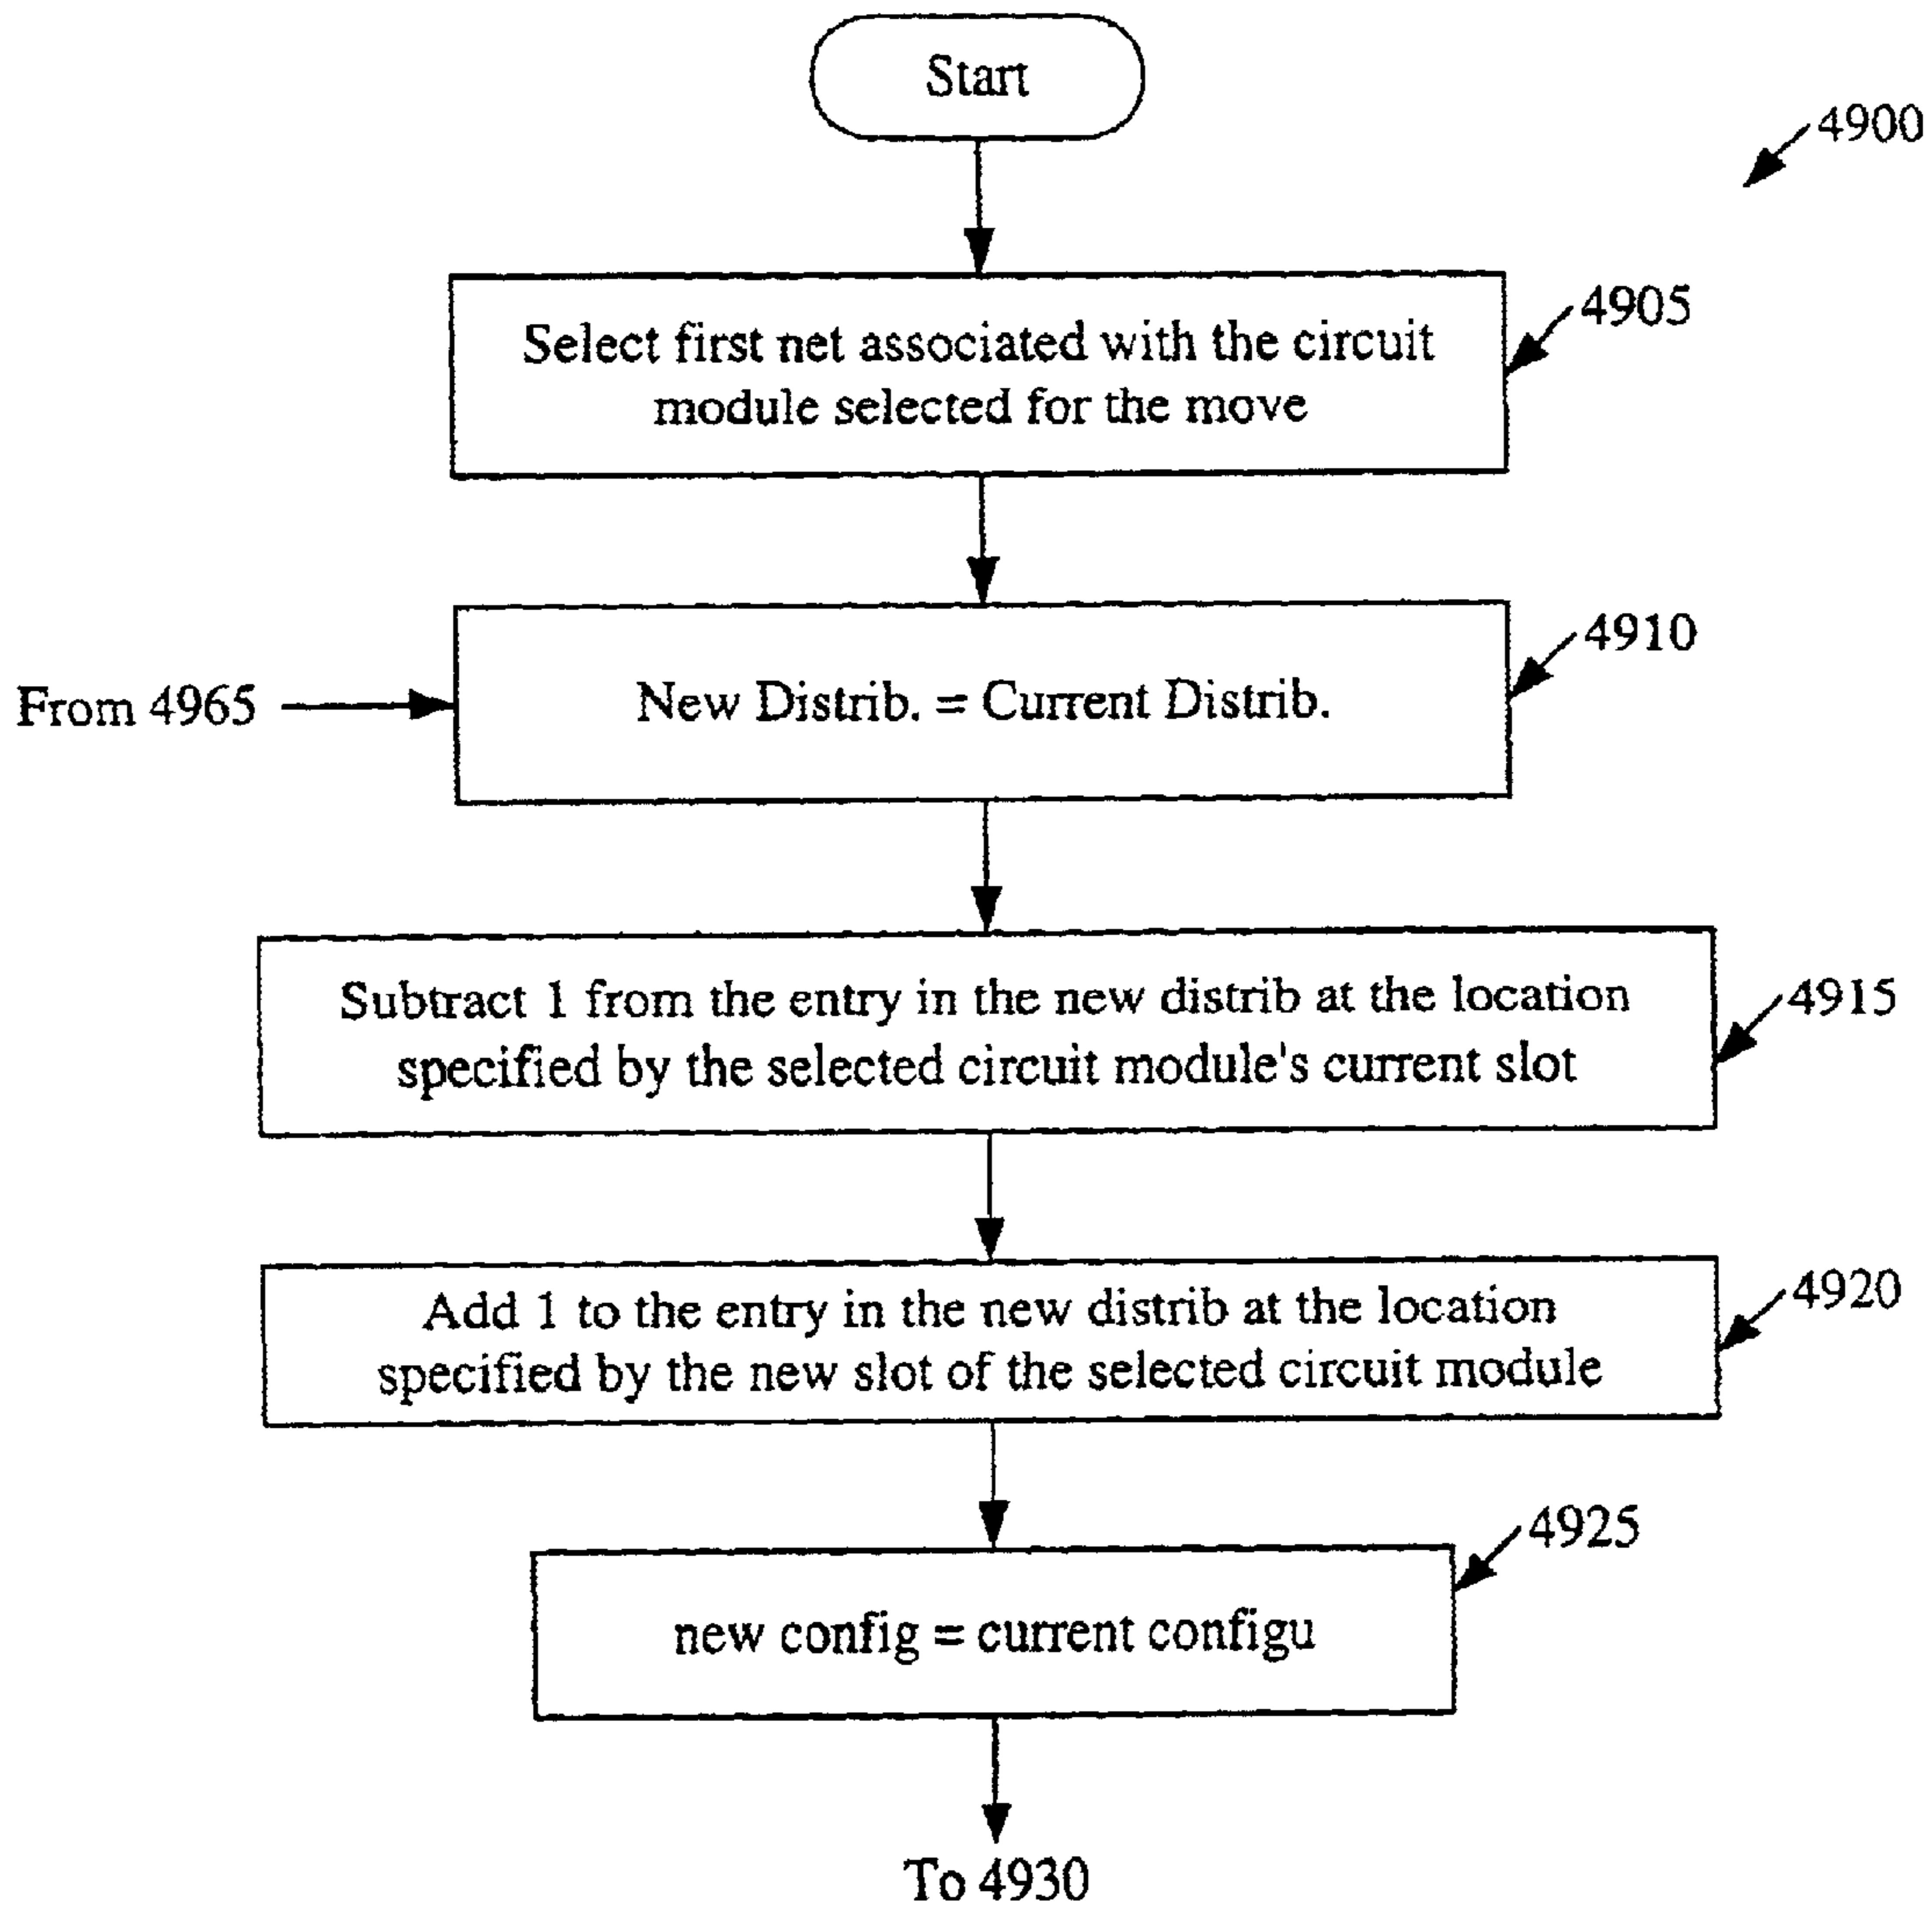 Start
4900
Select first net associated with the circuit
module selected for the move
4905
New Distrib. = Current Distrib.
4910
From 4965
Subtract 1 from the entry in the new distrib at the location
specified by the selected circuit module's current slot
4915
Add 1 to the entry in the new distrib at the location
specified by the new slot of the selected circuit module
4920
new config = current configu
4925
To 4930